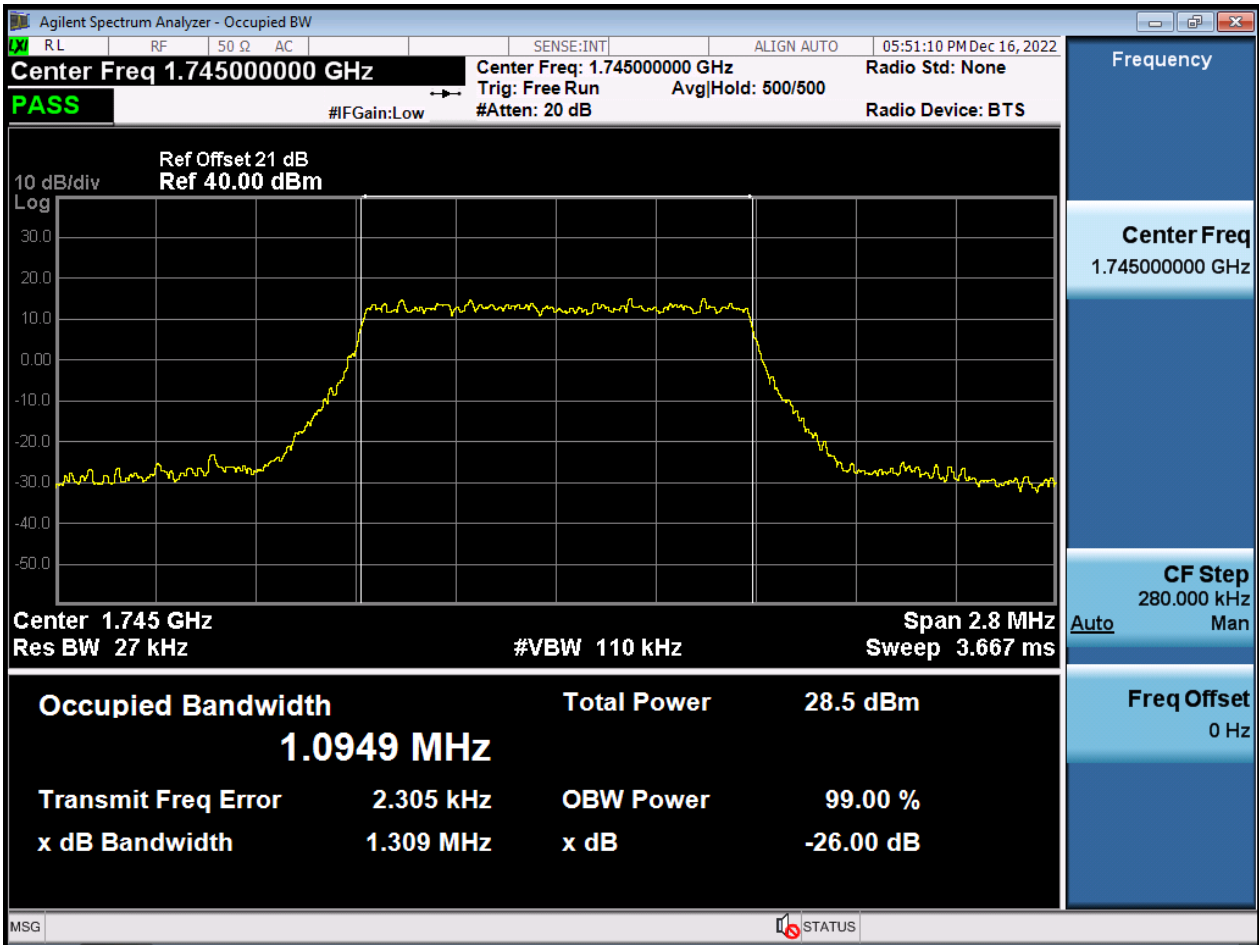 Agilent Spectrum Analyzer - Occupied BW
LXI RL RF 50 Ω AC SENSE:INT ALIGN AUTO 05:51:10 PM Dec 16, 2022
Center Freq 1.745000000 GHz
Center Freq: 1.745000000 GHz
Radio Std: None
Trig: Free Run Avg|Hold: 500/500
PASS
#IFGain:Low
#Atten: 20 dB
Radio Device: BTS
Ref Offset 21 dB
10 dB/div Ref 40.00 dBm
Log
30.0
20.0
10.0
0.00
-10.0
-20.0
-30.0
-40.0
-50.0
Center 1.745 GHz Span 2.8 MHz
Res BW 27 kHz #VBW 110 kHz Sweep 3.667 ms
Occupied Bandwidth Total Power 28.5 dBm
1.0949 MHz
Transmit Freq Error 2.305 kHz OBW Power 99.00 %
x dB Bandwidth 1.309 MHz x dB -26.00 dB
Frequency
Center Freq
1.745000000 GHz
CF Step
280.000 kHz
Auto Man
Freq Offset
0 Hz
MSG STATUS